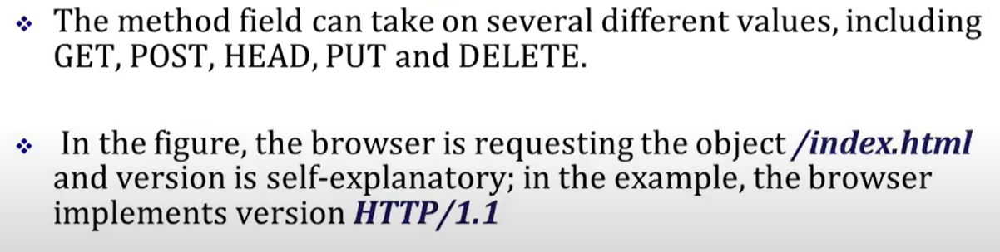 ❖ The method field can take on several different values, including
GET, POST, HEAD, PUT and DELETE.
❖ In the figure, the browser is requesting the object /index.html
and version is self-explanatory; in the example, the browser
implements version HTTP/1.1